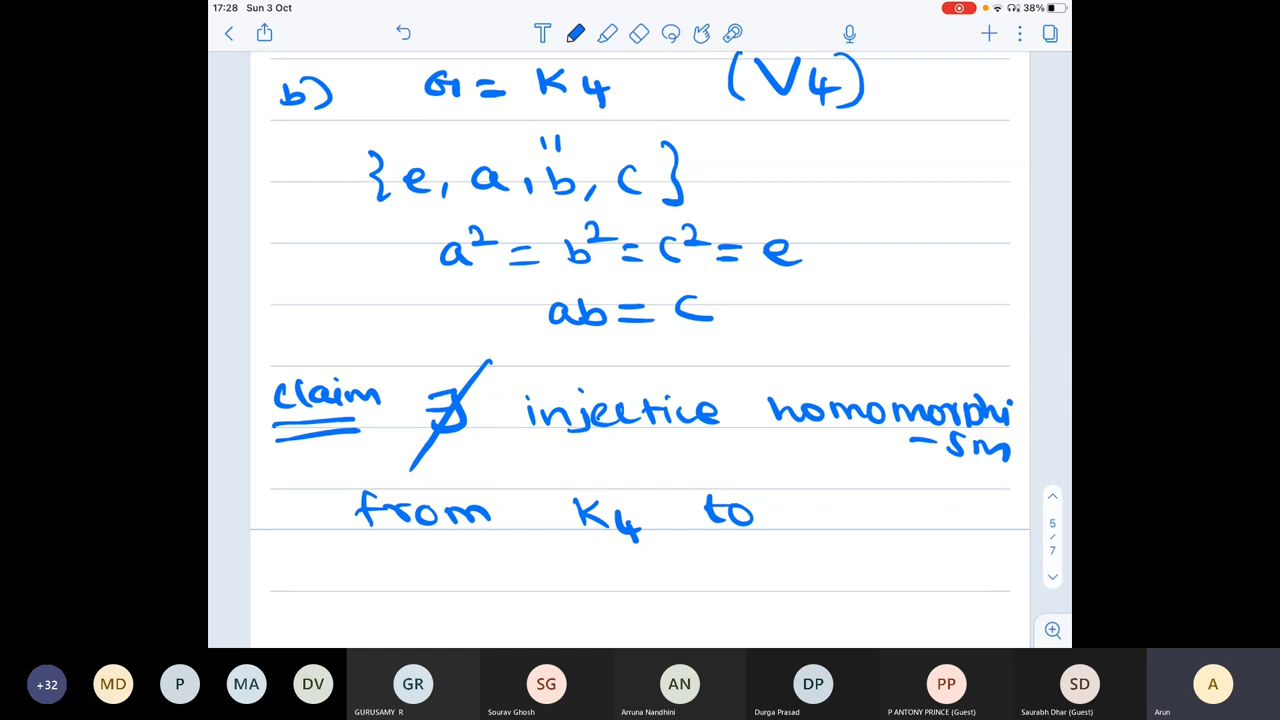 17:28 Sun 3 Oct 38%
T
b) G = K4 (V4)
"
{ e, a, b, c }
a² = b² = c² = e
ab = c
claim ∄ injective homomorphi
-sm
from K4 to
5
/
7
+32 MD P MA DV GR SG AN DP PP SD A
GURUSAMY R Sourav Ghosh Arruna Nandhini Durga Prasad P ANTONY PRINCE (Guest) Saurabh Dhar (Guest) Arun